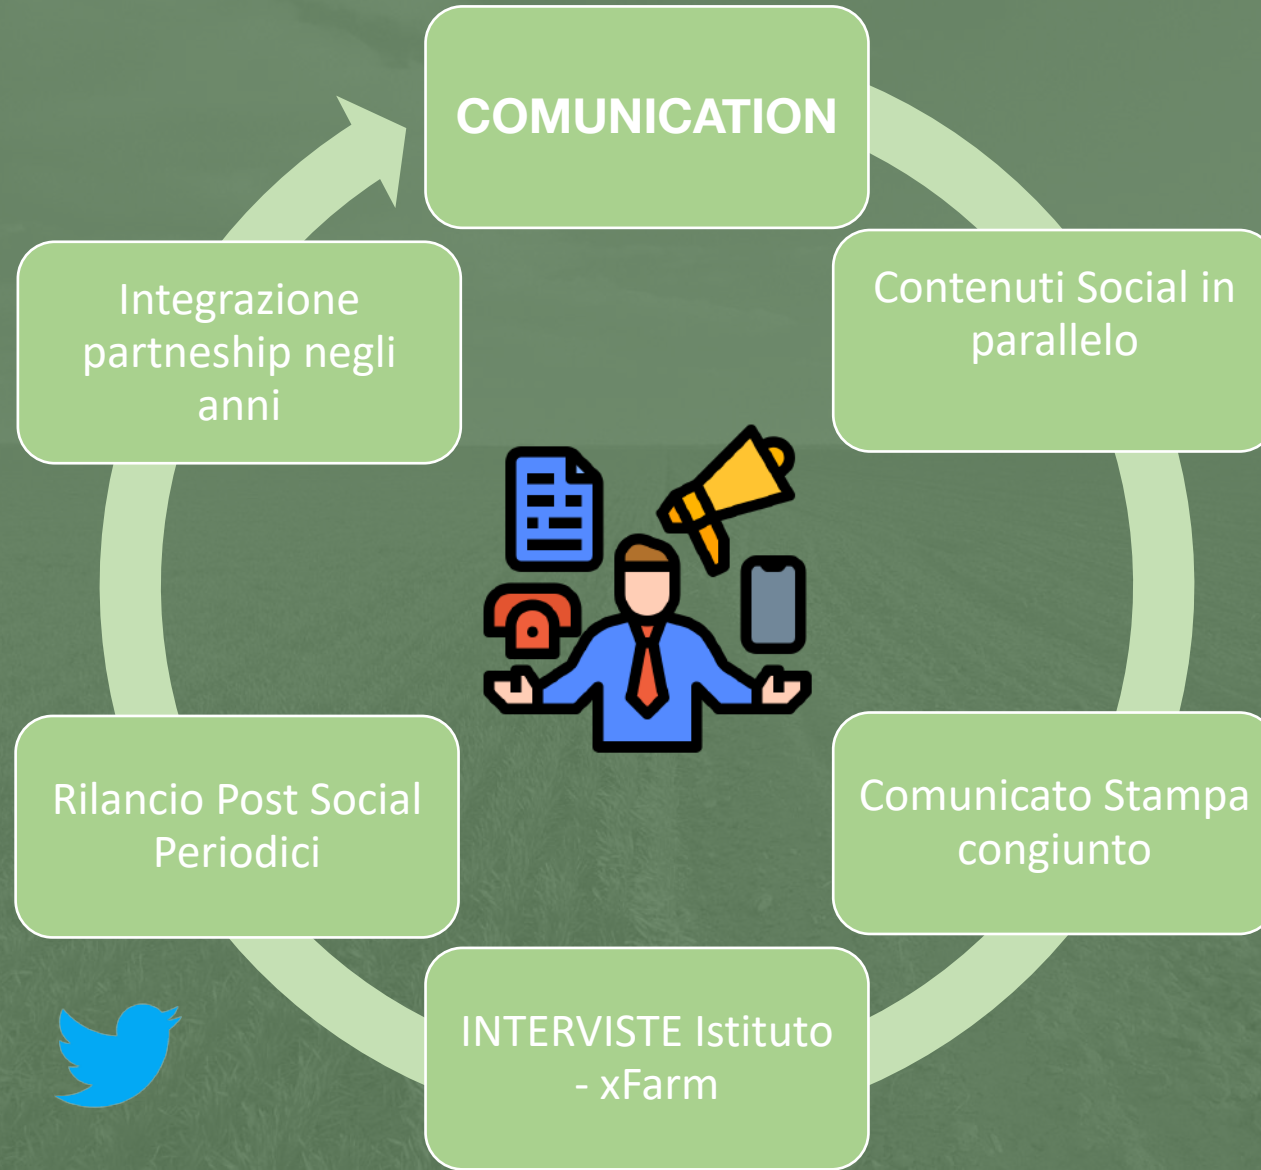 COMUNICATION
Contenuti Social in
parallelo
Comunicato Stampa
congiunto
INTERVISTE Istituto
- xFarm
Rilancio Post Social
Periodici
Integrazione
partneship negli
anni